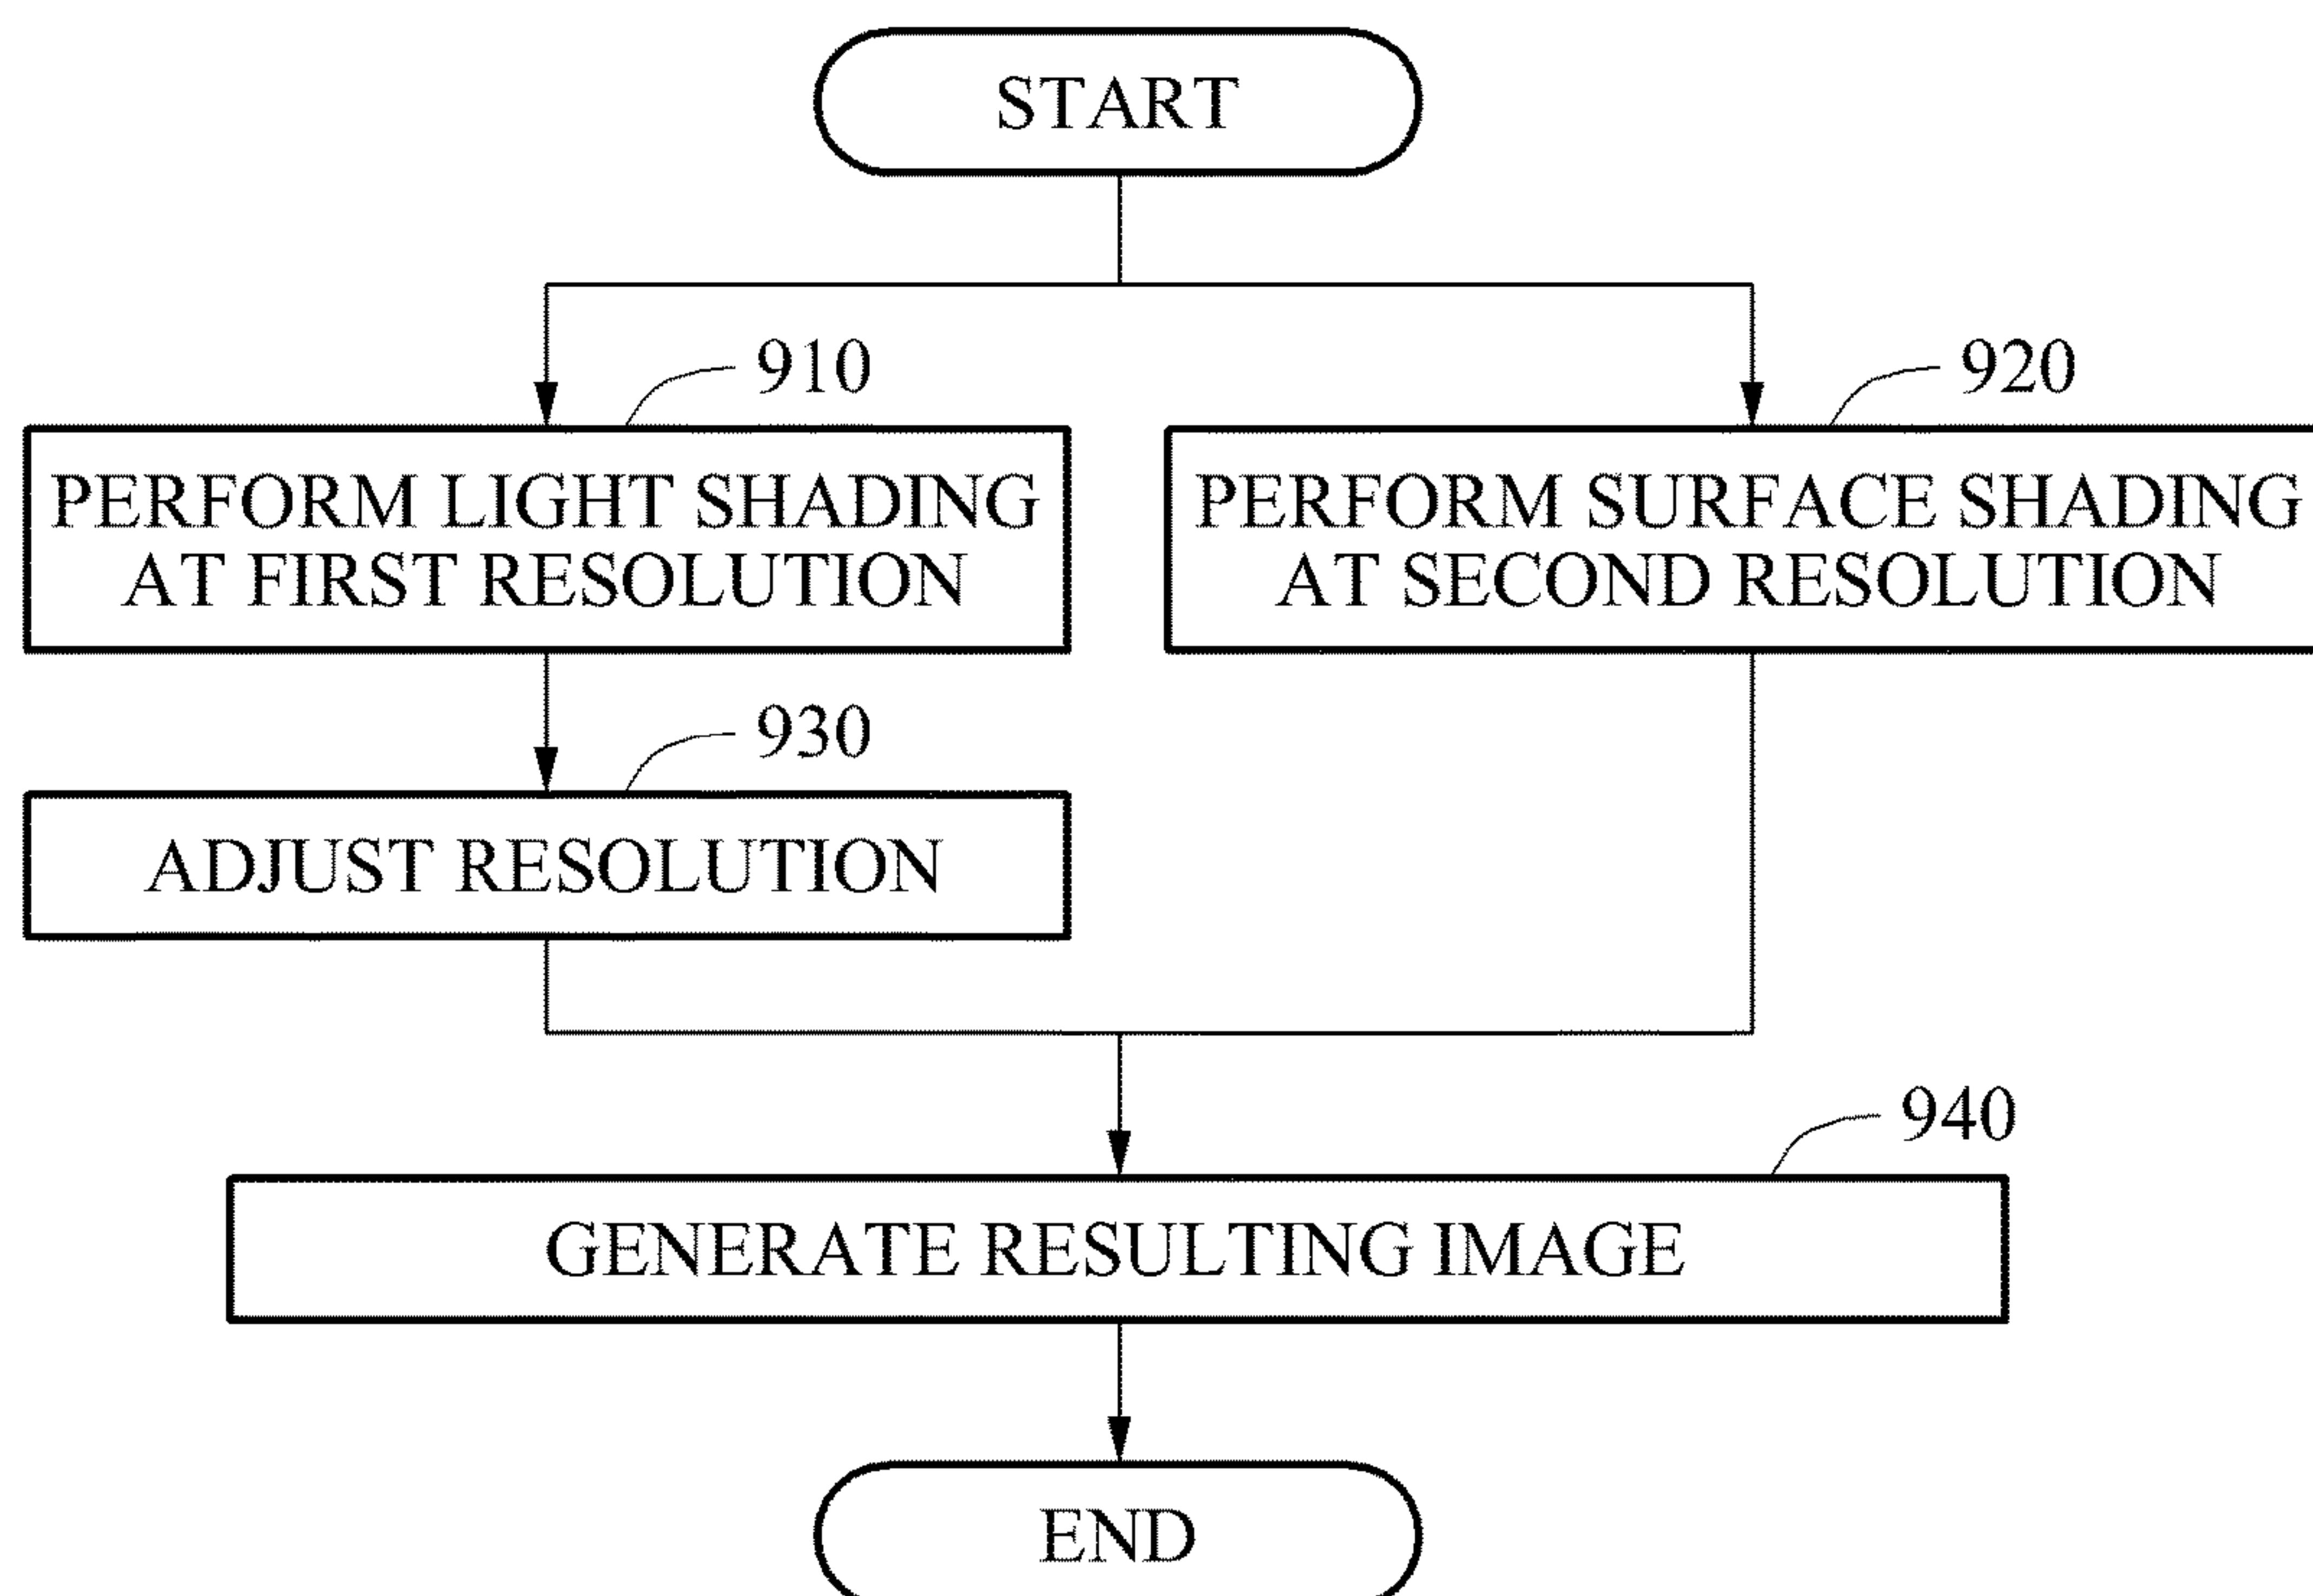 START
910
920
PERFORM LIGHT SHADING
AT FIRST RESOLUTION
PERFORM SURFACE SHADING
AT SECOND RESOLUTION
930
ADJUST RESOLUTION
940
GENERATE RESULTING IMAGE
END